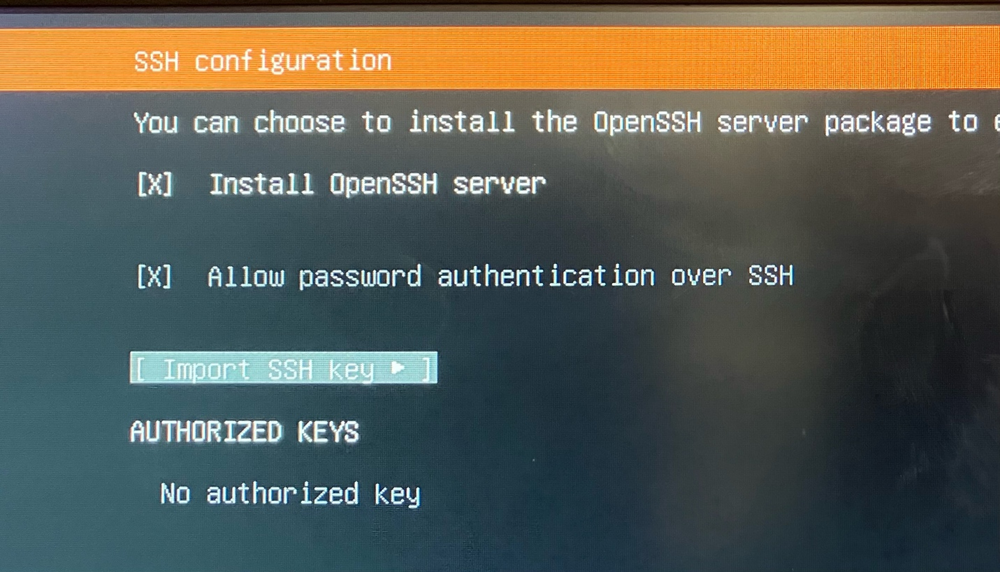 SSH configuration
You can choose to install the OpenSSH server package to
[X] Install OpenSSH server
[X] Allow password authentication over SSH
[ Import SSH key ▸ ]
AUTHORIZED KEYS
No authorized key